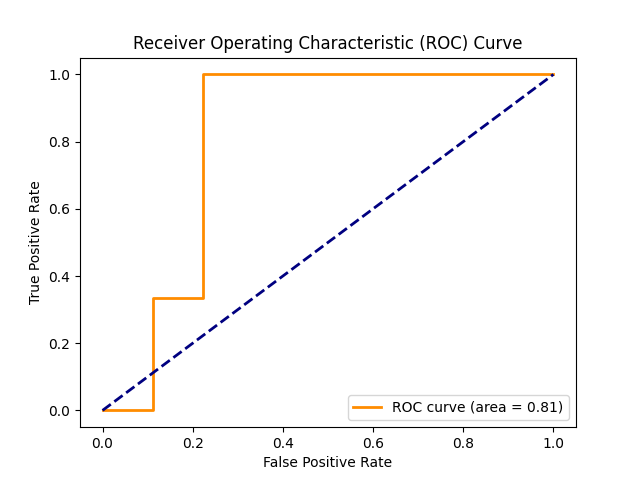 Receiver Operating Characteristic (ROC) Curve
True Positive Rate
1.0
0.8
0.6
0.4
0.2
0.0
ROC curve (area = 0.81)
0.0 0.2 0.4 0.6 0.8 1.0
False Positive Rate